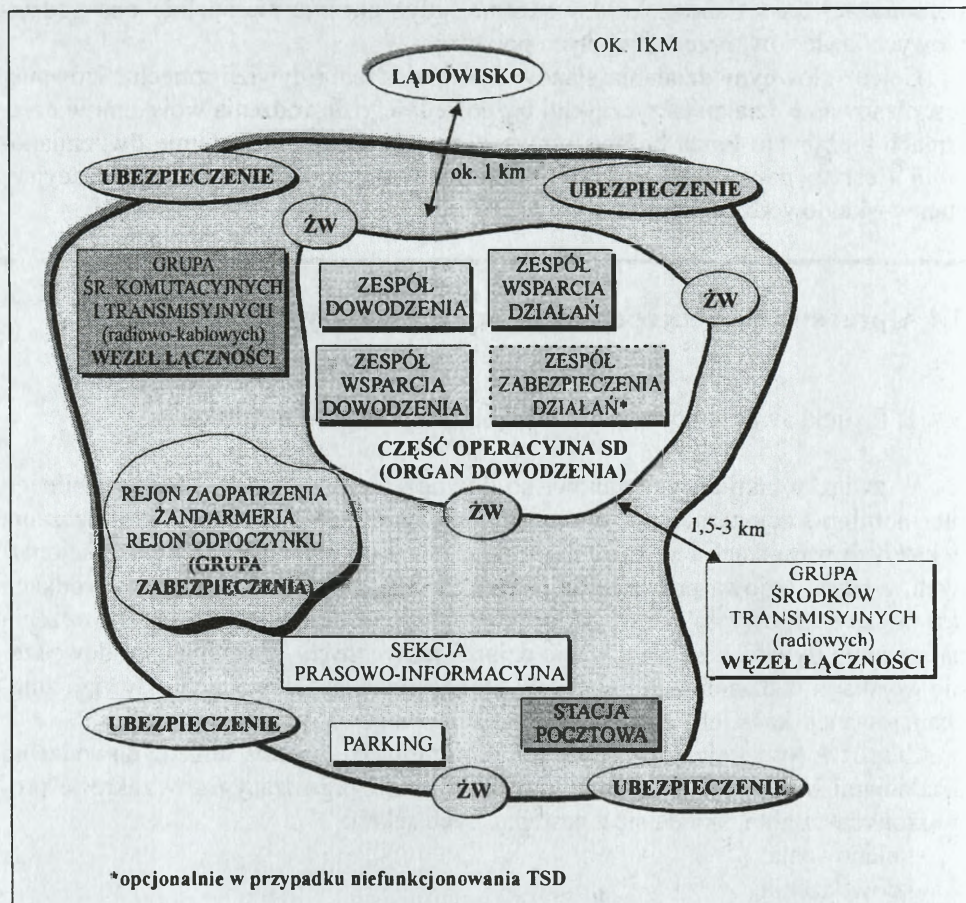 OK. 1KM
LĄDOWISKO
ok. 1 km
UBEZPIECZENIE
UBEZPIECZENIE
ŻW
ŻW
GRUPA
ŚR. KOMUTACYJNYCH
I TRANSMISYJNYCH
(radiowo-kablowych)
WĘZEŁ ŁĄCZNOŚCI
ZESPÓŁ
DOWODZENIA
ZESPÓŁ
WSPARCIA
DZIAŁAŃ
ZESPÓŁ
WSPARCIA
DOWODZENIA
ZESPÓŁ
ZABEZPIECZENIA
DZIAŁAŃ*
CZĘŚĆ OPERACYJNA SD
(ORGAN DOWODZENIA)
ŻW
REJON ZAOPATRZENIA
ŻANDARMERIA
REJON ODPOCZYNKU
(GRUPA
ZABEZPIECZENIA)
1,5-3 km
GRUPA
ŚRODKÓW
TRANSMISYJNYCH
(radiowych)
WĘZEŁ ŁĄCZNOŚCI
SEKCJA
PRASOWO-INFORMACYJNA
UBEZPIECZENIE
PARKING
STACJA
POCZTOWA
ŻW
UBEZPIECZENIE
*opcjonalnie w przypadku niefunkcjonowania TSD